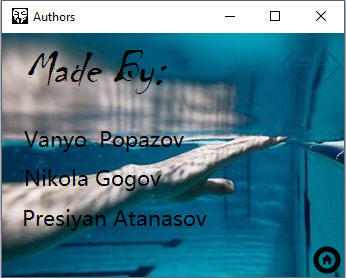 Authors
Made By:
Vanyo Popazov
Nikola Gogov
Presiyan Atanasov